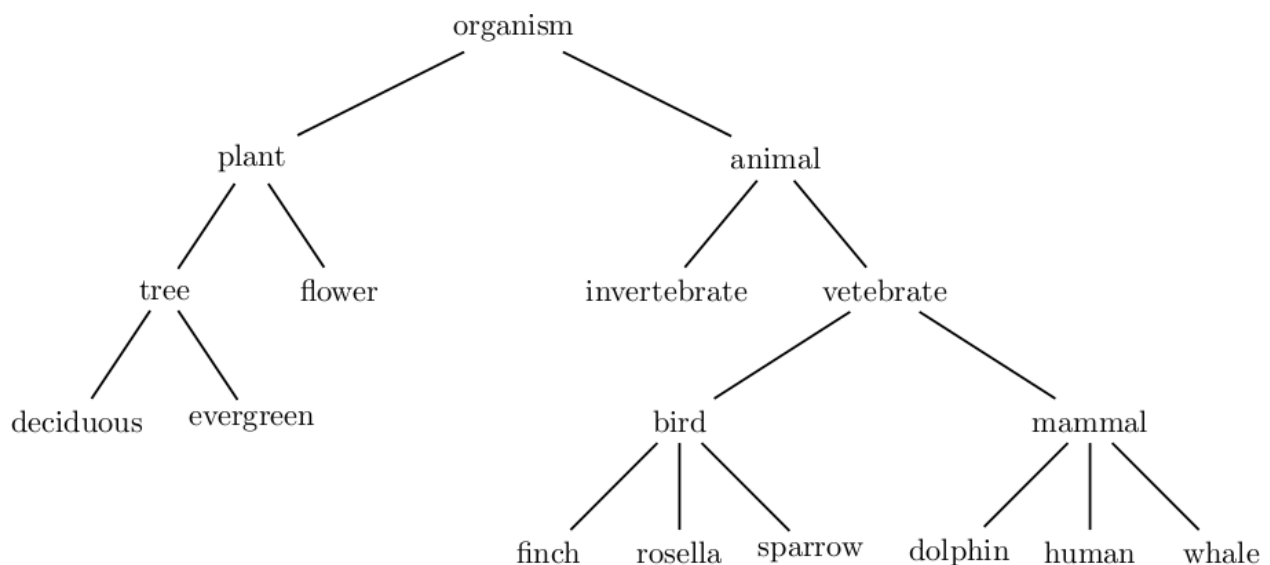 organism
plant
animal
tree
flower
invertebrate
vetebrate
deciduous
evergreen
bird
mammal
finch
rosella
sparrow
dolphin
human
whale